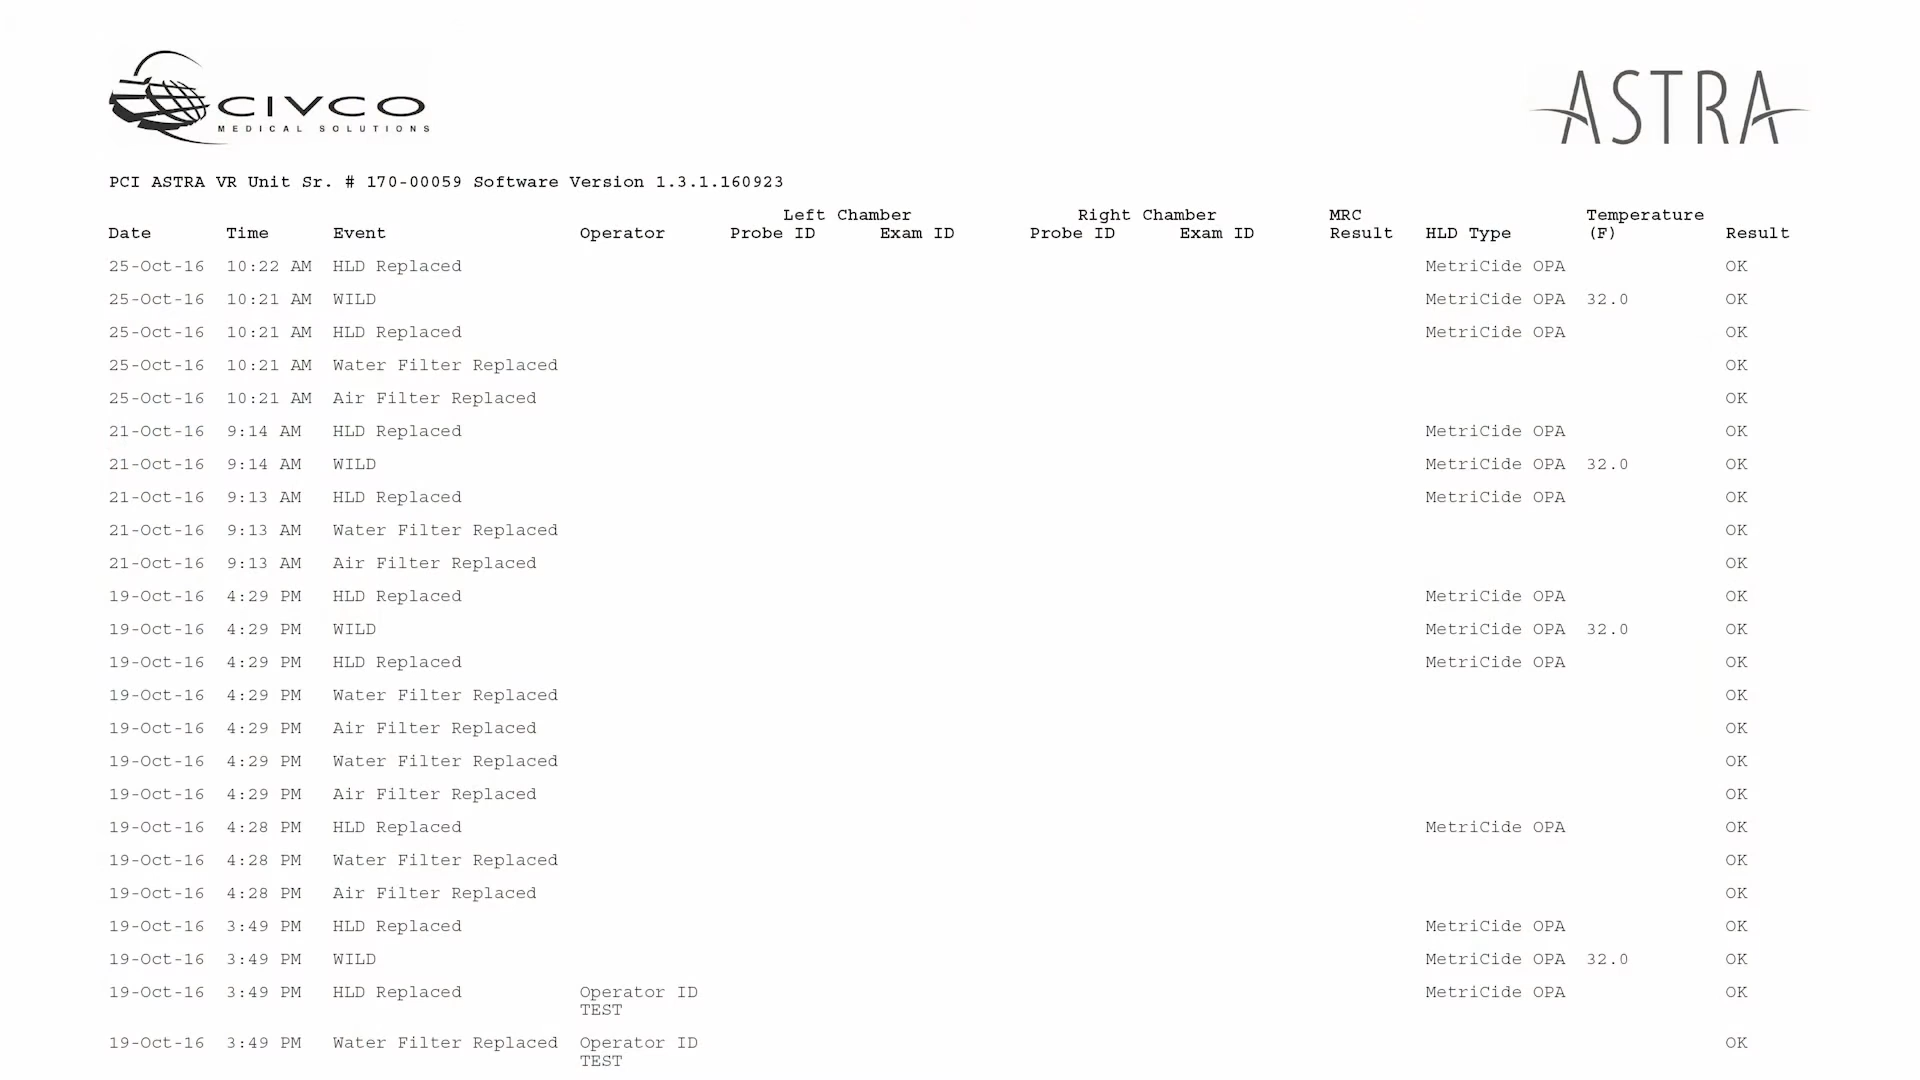 CIVCO
MEDICAL SOLUTIONS
ASTRA
PCI ASTRA VR Unit Sr. # 170-00059 Software Version 1.3.1.160923
Left Chamber Right Chamber MRC Temperature
Date Time Event Operator Probe ID Exam ID Probe ID Exam ID Result HLD Type (F) Result
25-Oct-16 10:22 AM HLD Replaced MetriCide OPA OK
25-Oct-16 10:21 AM WILD MetriCide OPA 32.0 OK
25-Oct-16 10:21 AM HLD Replaced MetriCide OPA OK
25-Oct-16 10:21 AM Water Filter Replaced OK
25-Oct-16 10:21 AM Air Filter Replaced OK
21-Oct-16 9:14 AM HLD Replaced MetriCide OPA OK
21-Oct-16 9:14 AM WILD MetriCide OPA 32.0 OK
21-Oct-16 9:13 AM HLD Replaced MetriCide OPA OK
21-Oct-16 9:13 AM Water Filter Replaced OK
21-Oct-16 9:13 AM Air Filter Replaced OK
19-Oct-16 4:29 PM HLD Replaced MetriCide OPA OK
19-Oct-16 4:29 PM WILD MetriCide OPA 32.0 OK
19-Oct-16 4:29 PM HLD Replaced MetriCide OPA OK
19-Oct-16 4:29 PM Water Filter Replaced OK
19-Oct-16 4:29 PM Air Filter Replaced OK
19-Oct-16 4:29 PM Water Filter Replaced OK
19-Oct-16 4:29 PM Air Filter Replaced OK
19-Oct-16 4:28 PM HLD Replaced MetriCide OPA OK
19-Oct-16 4:28 PM Water Filter Replaced OK
19-Oct-16 4:28 PM Air Filter Replaced OK
19-Oct-16 3:49 PM HLD Replaced MetriCide OPA OK
19-Oct-16 3:49 PM WILD MetriCide OPA 32.0 OK
19-Oct-16 3:49 PM HLD Replaced Operator ID MetriCide OPA OK
TEST
19-Oct-16 3:49 PM Water Filter Replaced Operator ID OK
TEST